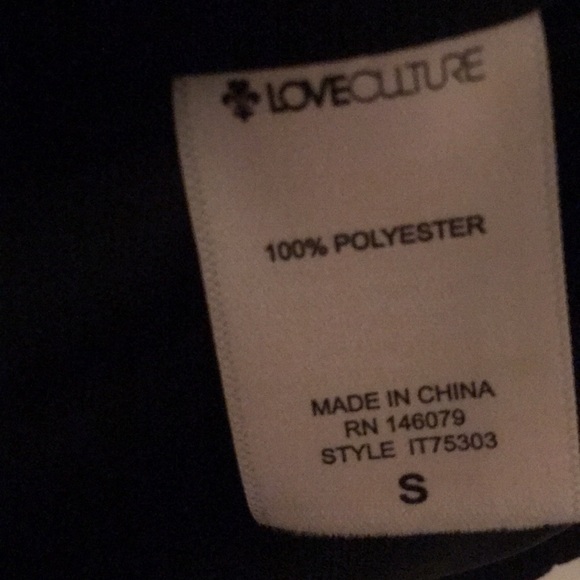 LOVECULTURE
100% POLYESTER
MADE IN CHINA
RN 146079
STYLE IT75303
S